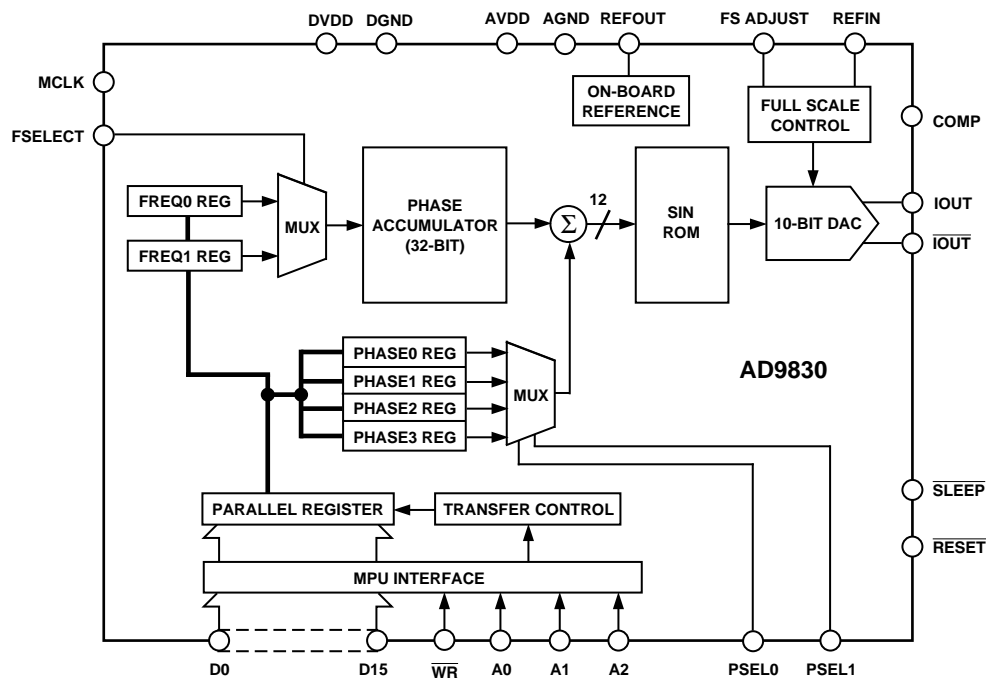 DVDD DGND AVDD AGND REFOUT FS ADJUST REFIN
MCLK
ON-BOARD
REFERENCE
FULL SCALE
CONTROL
COMP
FSELECT
FREQ0 REG
FREQ1 REG
MUX
PHASE
ACCUMULATOR
(32-BIT)
Σ
12
SIN
ROM
10-BIT DAC
IOUT
IOUT
PHASE0 REG
PHASE1 REG
PHASE2 REG
PHASE3 REG
MUX
AD9830
PARALLEL REGISTER
TRANSFER CONTROL
SLEEP
RESET
MPU INTERFACE
D0 D15 WR A0 A1 A2 PSEL0 PSEL1